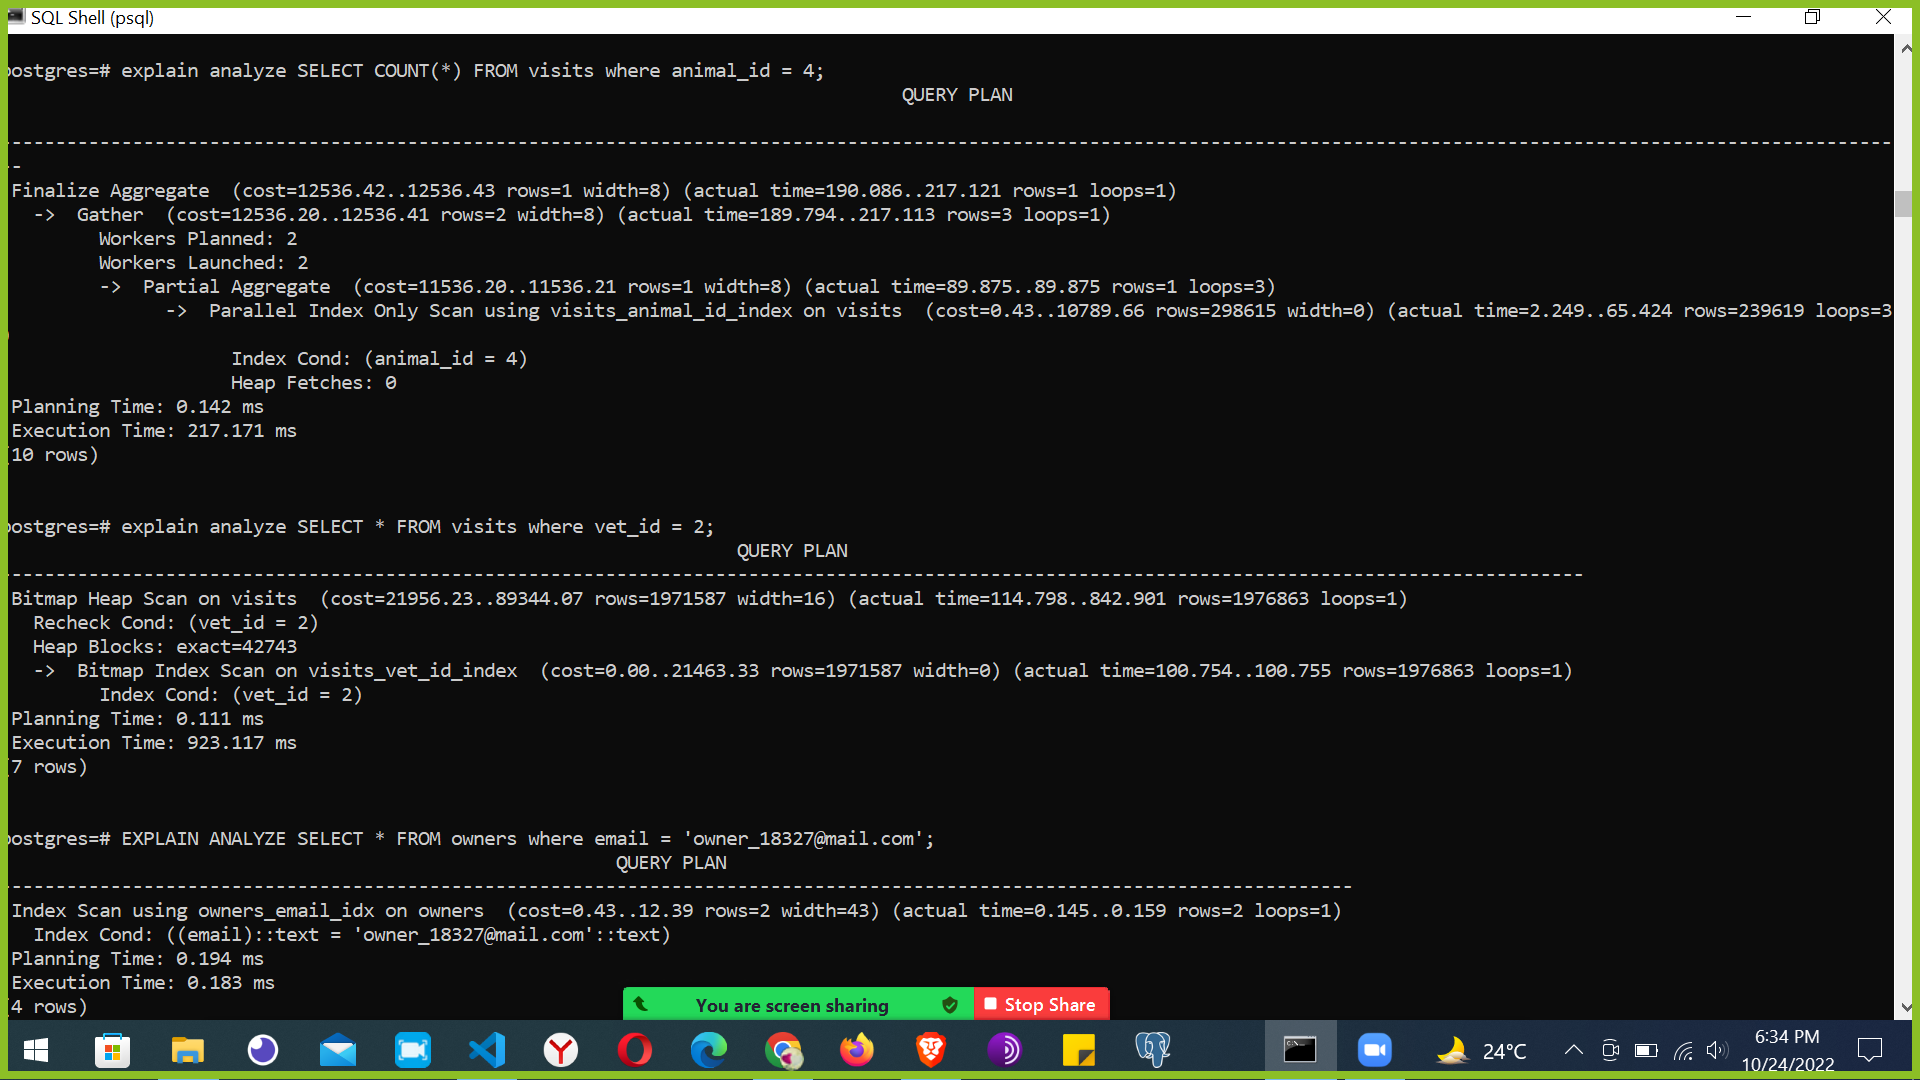 SQL Shell (psql)
postgres=# explain analyze SELECT COUNT(*) FROM visits where animal_id = 4;
QUERY PLAN
-----------------------------------------------------------------------------------------------------------------------------------------------------------------------------
--
Finalize Aggregate  (cost=12536.42..12536.43 rows=1 width=8) (actual time=190.086..217.121 rows=1 loops=1)
  ->  Gather  (cost=12536.20..12536.41 rows=2 width=8) (actual time=189.794..217.113 rows=3 loops=1)
        Workers Planned: 2
        Workers Launched: 2
        ->  Partial Aggregate  (cost=11536.20..11536.21 rows=1 width=8) (actual time=89.875..89.875 rows=1 loops=3)
              ->  Parallel Index Only Scan using visits_animal_id_index on visits  (cost=0.43..10789.66 rows=298615 width=0) (actual time=2.249..65.424 rows=239619 loops=3
)
                    Index Cond: (animal_id = 4)
                    Heap Fetches: 0
Planning Time: 0.142 ms
Execution Time: 217.171 ms
(10 rows)
postgres=# explain analyze SELECT * FROM visits where vet_id = 2;
QUERY PLAN
-----------------------------------------------------------------------------------------------------------------------------------------------
Bitmap Heap Scan on visits  (cost=21956.23..89344.07 rows=1971587 width=16) (actual time=114.798..842.901 rows=1976863 loops=1)
  Recheck Cond: (vet_id = 2)
  Heap Blocks: exact=42743
  ->  Bitmap Index Scan on visits_vet_id_index  (cost=0.00..21463.33 rows=1971587 width=0) (actual time=100.754..100.755 rows=1976863 loops=1)
        Index Cond: (vet_id = 2)
Planning Time: 0.111 ms
Execution Time: 923.117 ms
(7 rows)
postgres=# EXPLAIN ANALYZE SELECT * FROM owners where email = 'owner_18327@mail.com';
QUERY PLAN
--------------------------------------------------------------------------------------------------------------------------
Index Scan using owners_email_idx on owners  (cost=0.43..12.39 rows=2 width=43) (actual time=0.145..0.159 rows=2 loops=1)
  Index Cond: ((email)::text = 'owner_18327@mail.com'::text)
Planning Time: 0.194 ms
Execution Time: 0.183 ms
(4 rows)
You are screen sharing
Stop Share
24°C
6:34 PM
10/24/2022